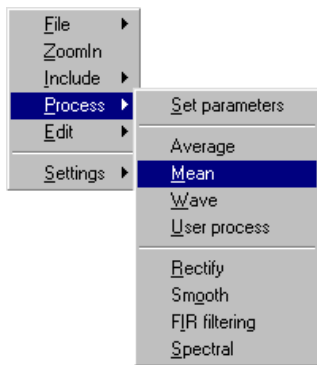 File
ZoomIn
Include
Process
Edit
Settings
Set parameters
Average
Mean
Wave
User process
Rectify
Smooth
FIR filtering
Spectral